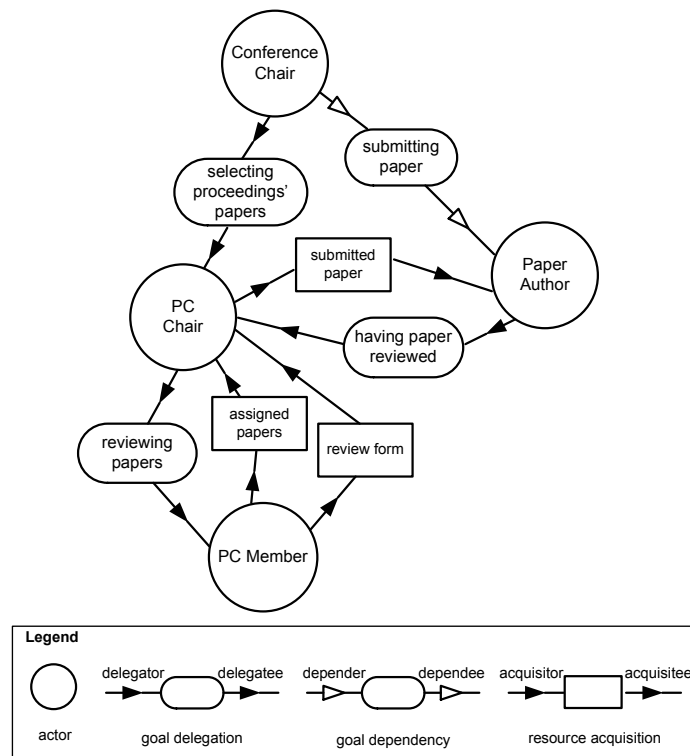 Conference
Chair
submitting
paper
selecting
proceedings'
papers
submitted
paper
Paper
Author
PC
Chair
having paper
reviewed
assigned
papers
reviewing
papers
review form
PC Member
Legend
delegator
delegatee
depender
dependee
acquisitor
acquisitee
actor
goal delegation
goal dependency
resource acquisition